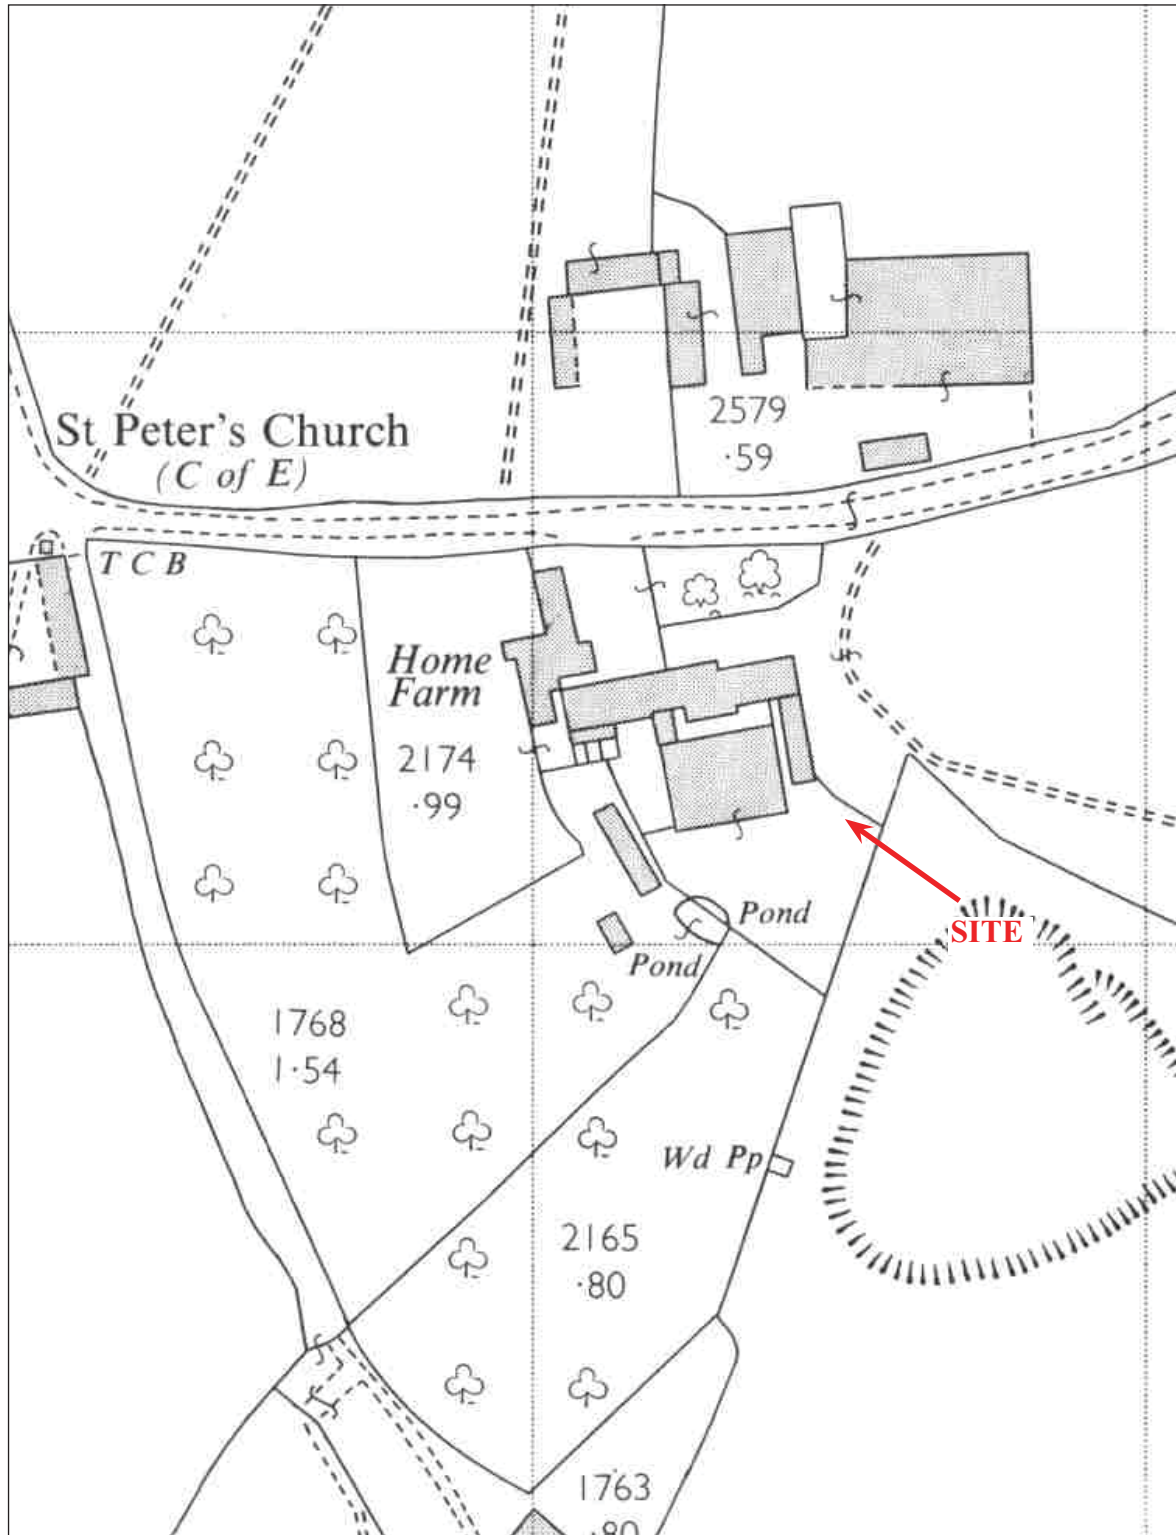 2579
·59
St Peter's Church
(C of E)
T C B
Home
Farm
2174
·99
Pond
SITE
Pond
1768
1·54
Wd Pp
2165
·80
1763
·80